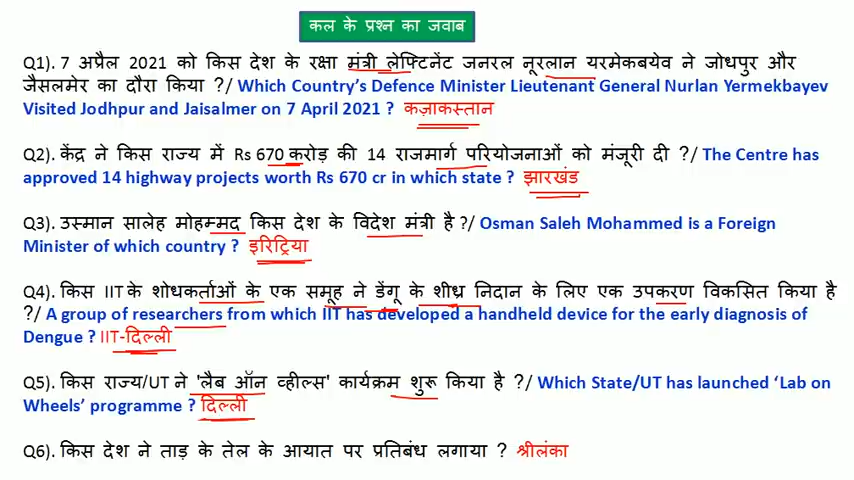 कल के प्रश्न का जवाब
Q1). 7 अप्रैल 2021 को किस देश के रक्षा मंत्री लेफ्टिनेंट जनरल नूरलान यरमेकबयेव ने जोधपुर और
जैसलमेर का दौरा किया ?/ Which Country's Defence Minister Lieutenant General Nurlan Yermekbayev
Visited Jodhpur and Jaisalmer on 7 April 2021 ? कज़ाकस्तान
Q2). केंद्र ने किस राज्य में Rs 670 करोड़ की 14 राजमार्ग परियोजनाओं को मंजूरी दी ?/ The Centre has
approved 14 highway projects worth Rs 670 cr in which state ? झारखंड
Q3). उस्मान सालेह मोहम्मद किस देश के विदेश मंत्री है ?/ Osman Saleh Mohammed is a Foreign
Minister of which country ? इरिट्रिया
Q4). किस IIT के शोधकर्ताओं के एक समूह ने डेंगू के शीघ्र निदान के लिए एक उपकरण विकसित किया है
?/ A group of researchers from which IIT has developed a handheld device for the early diagnosis of
Dengue ? IIT-दिल्ली
Q5). किस राज्य/UT ने 'लैब ऑन व्हील्स' कार्यक्रम शुरू किया है ?/ Which State/UT has launched ‘Lab on
Wheels’ programme ? दिल्ली
Q6). किस देश ने ताड़ के तेल के आयात पर प्रतिबंध लगाया ? श्रीलंका